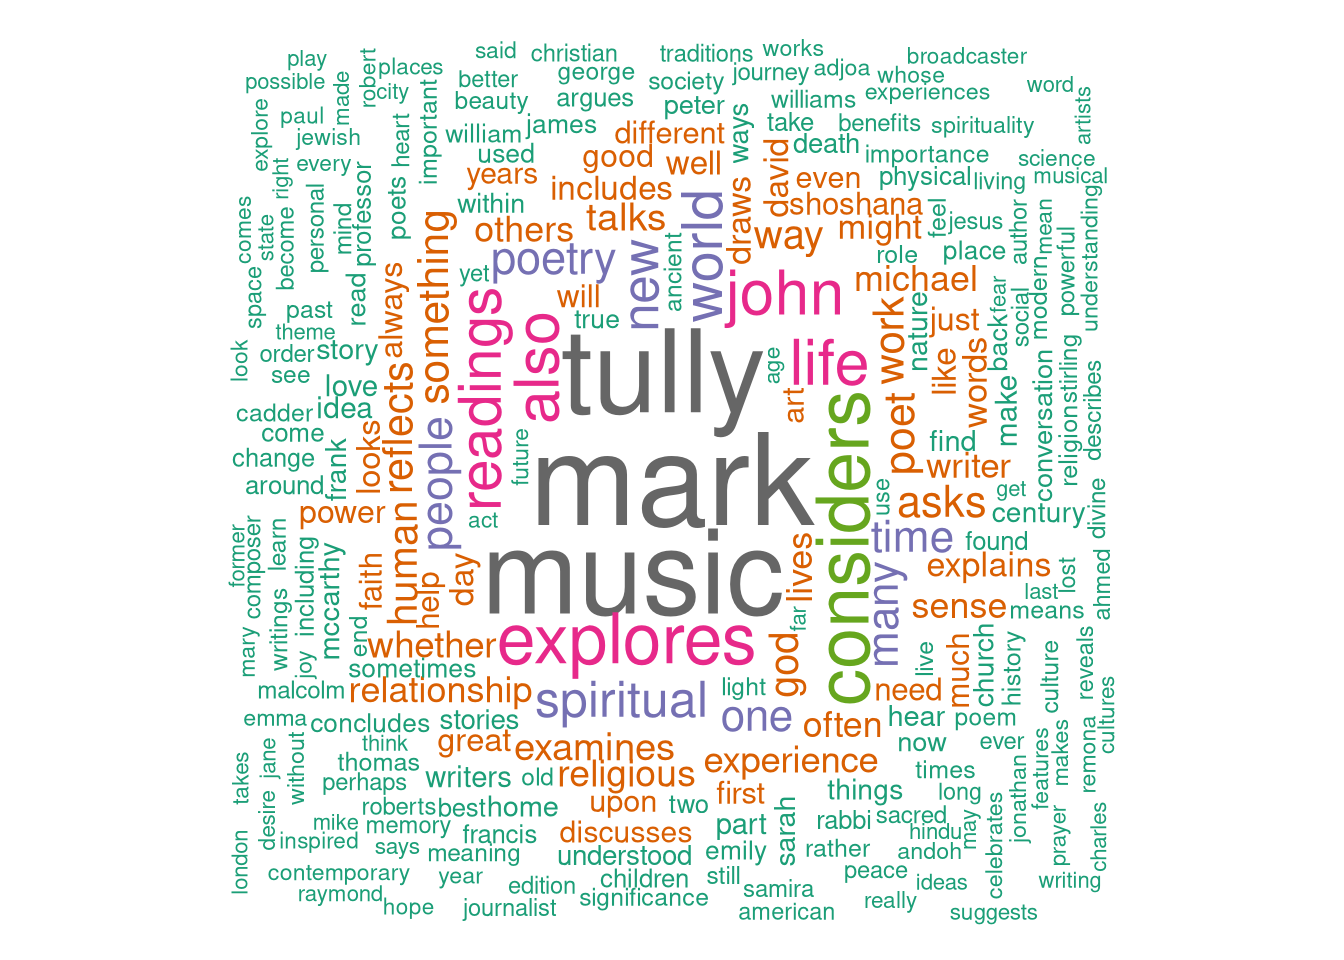 play
said
christian
traditions
works
broadcaster
possible
places
better
george
society
journey
adjoa
whose
made
robert
city
beauty
argues
peter
williams
experiences
word
explore
paul
important
william
james
different
ways
take
benefits
spirituality
artists
jewish
heart
used
good
well
death
importance
science
every
right
years
includes
david
even
physical
living
musical
professor
poets
within
others
talks
world
draws
shoshana
might
feel
jesus
author
mean
understanding
comes
state
become
personal
mind
something
poetry
new
ancient
way
role
place
powerful
space
past
read
always
yet
will
true
john
michael
back
fear
social
modern
look
theme
order
story
see
readings
also
tully
age
life
work
nature
just
like
words
make
conversation
stirling
religion
describes
love
idea
cadder
come
looks
reflects
people
art
considers
poet
find
writer
change
frank
around
future
mark
use
asks
get
century
divine
power
human
act
music
time
found
former
composer
learn
including
mccarthy
faith
help
day
lives
many
explains
last
lost
ahmed
mary
writings
joy
end
whether
explores
far
god
sense
means
sometimes
live
much
church
history
culture
reveals
malcolm
relationship
spiritual
light
need
cultures
emma
concludes
stories
one
often
hear
poem
takes
jane
without
think
great
examines
experience
now
ever
makes
remona
thomas
perhaps
writers
old
religious
times
features
desire
roberts
best
home
upon
two
first
things
long
jonathan
mike
memory
francis
discusses
part
sarah
rabbi
sacred
hindu
may
prayer
charles
inspired
says
meaning
understood
emily
rather
andoh
celebrates
london
contemporary
year
edition
children
still
peace
ideas
writing
raymond
hope
journalist
significance
samira
american
really
suggests